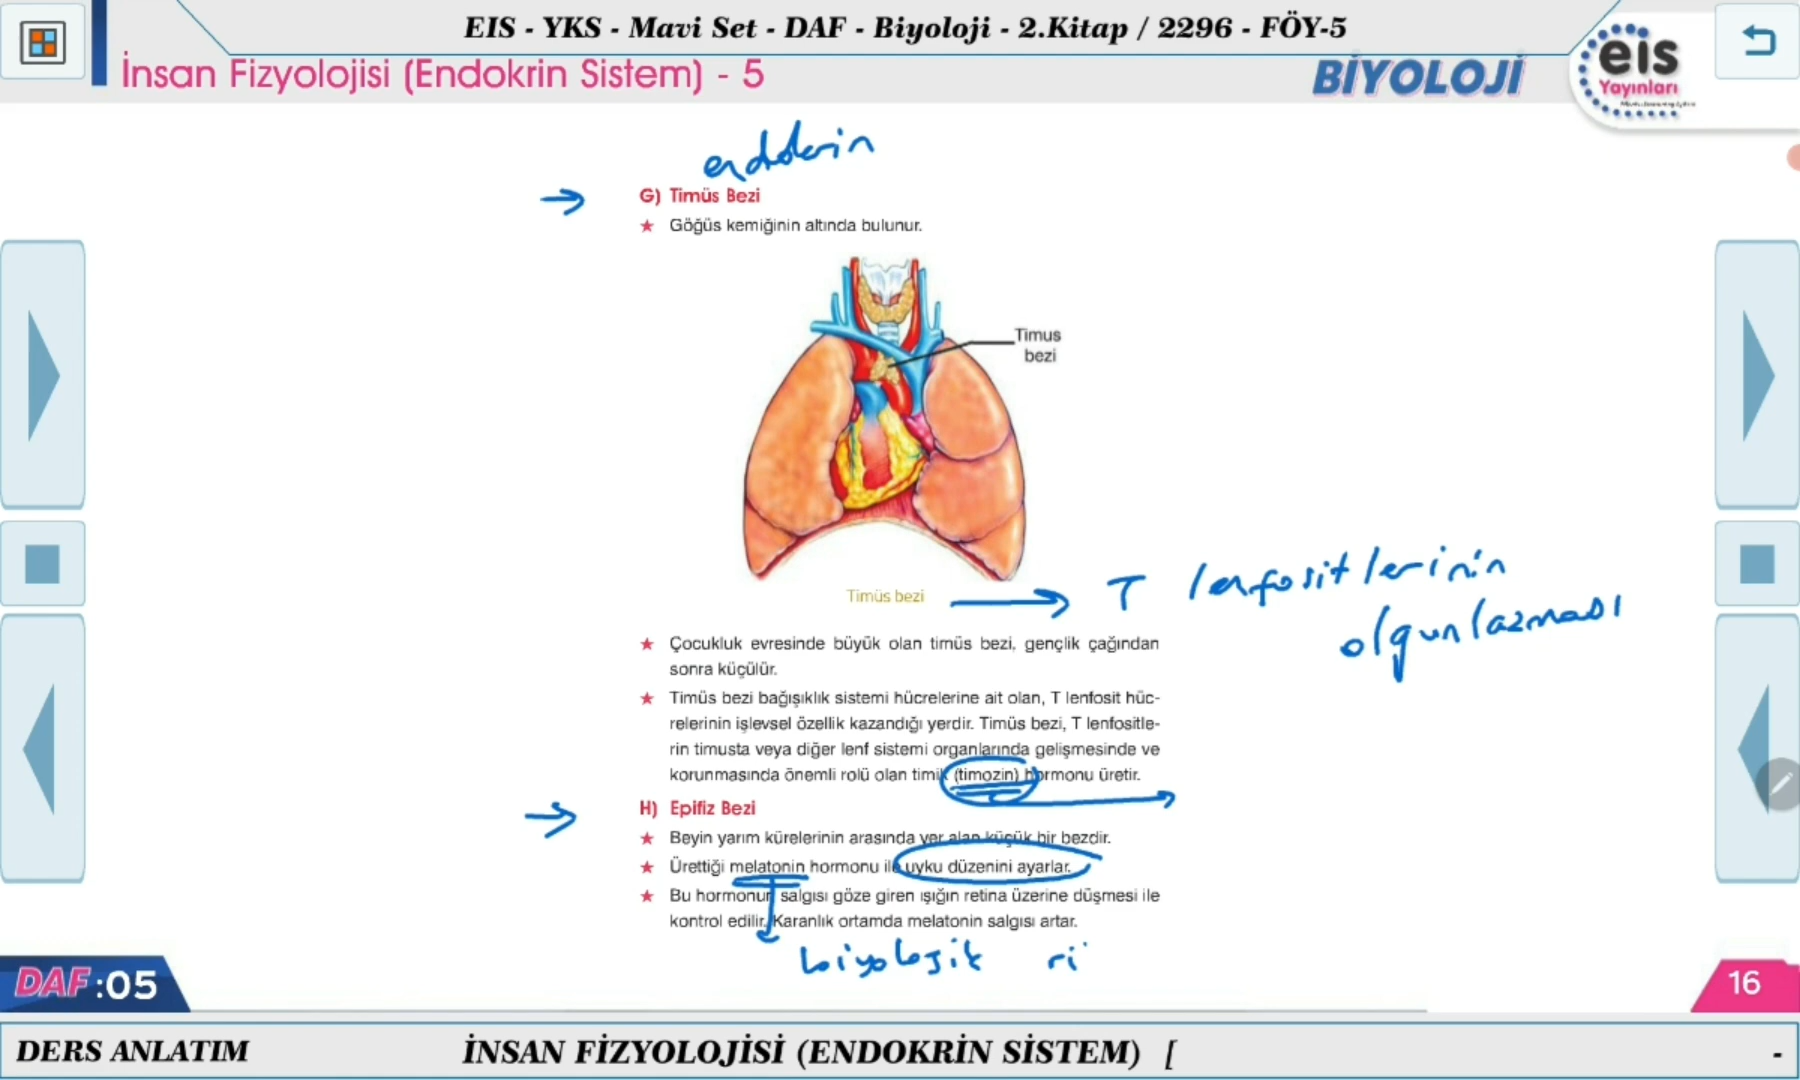 EIS - YKS - Mavi Set - DAF - Biyoloji - 2.Kitap / 2296 - FÖY-5
İnsan Fizyolojisi (Endokrin Sistem) - 5
BİYOLOJİ
eis
Yayınları
endokrin
G) Timüs Bezi
★ Göğüs kemiğinin altında bulunur.
Timus
bezi
Timüs bezi
T lenfositlerinin
olgunlaşması
★ Çocukluk evresinde büyük olan timüs bezi, gençlik çağından
sonra küçülür.
★ Timüs bezi bağışıklık sistemi hücrelerine ait olan, T lenfosit hüc-
relerinin işlevsel özellik kazandığı yerdir. Timüs bezi, T lenfositle-
rin timusta veya diğer lenf sistemi organlarında gelişmesinde ve
korunmasında önemli rolü olan timik (timozin) hormonu üretir.
H) Epifiz Bezi
★ Beyin yarım kürelerinin arasında yer alan küçük bir bezdir.
★ Ürettiği melatonin hormonu ile uyku düzenini ayarlar.
★ Bu hormonun salgısı göze giren ışığın retina üzerine düşmesi ile
kontrol edilir. Karanlık ortamda melatonin salgısı artar.
biyolojik ri
DAF :05
16
DERS ANLATIM
İNSAN FİZYOLOJİSİ (ENDOKRİN SİSTEM) [
-